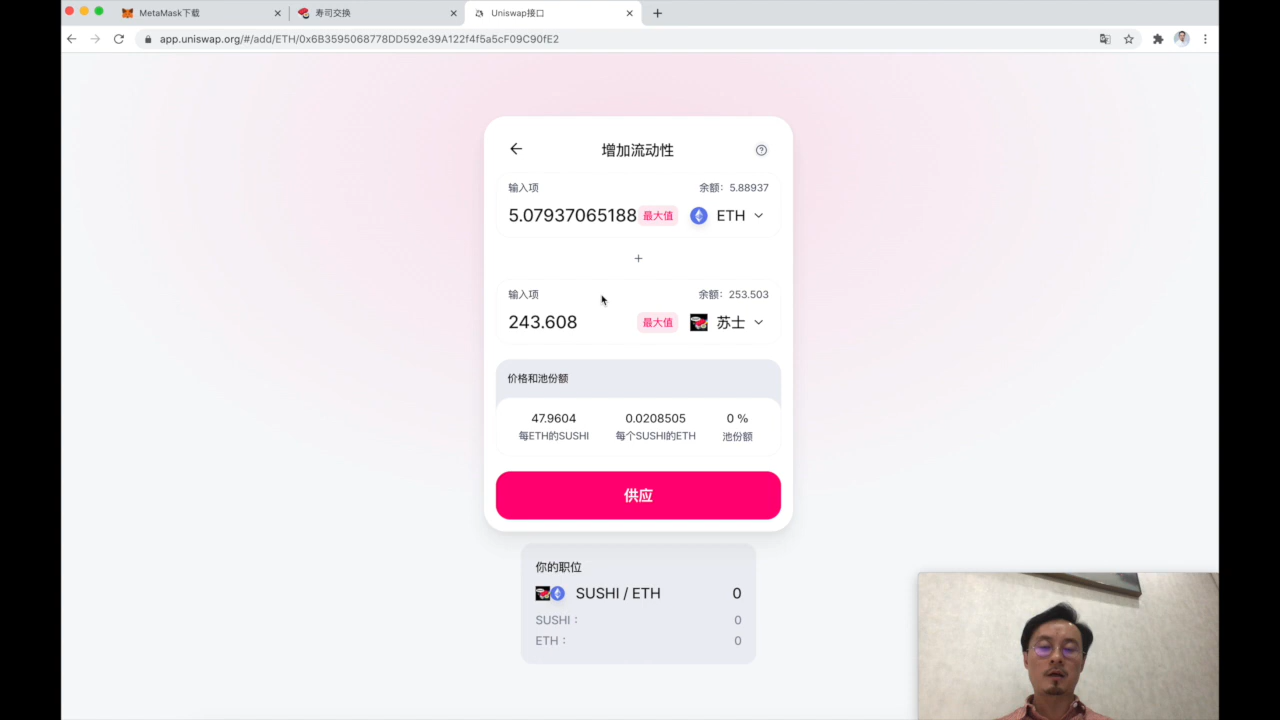 MetaMask下载
寿司交换
Uniswap接口
app.uniswap.org/#/add/ETH/0x6B3595068778DD592e39A122f4f5a5cF09C90fE2
增加流动性
输入项
余额：5.88937
5.07937065188
最大值
ETH
+
输入项
余额：253.503
243.608
最大值
苏士
价格和池份额
47.9604
0.0208505
0 %
每ETH的SUSHI
每个SUSHI的ETH
池份额
供应
你的职位
SUSHI / ETH
0
SUSHI：
0
ETH：
0